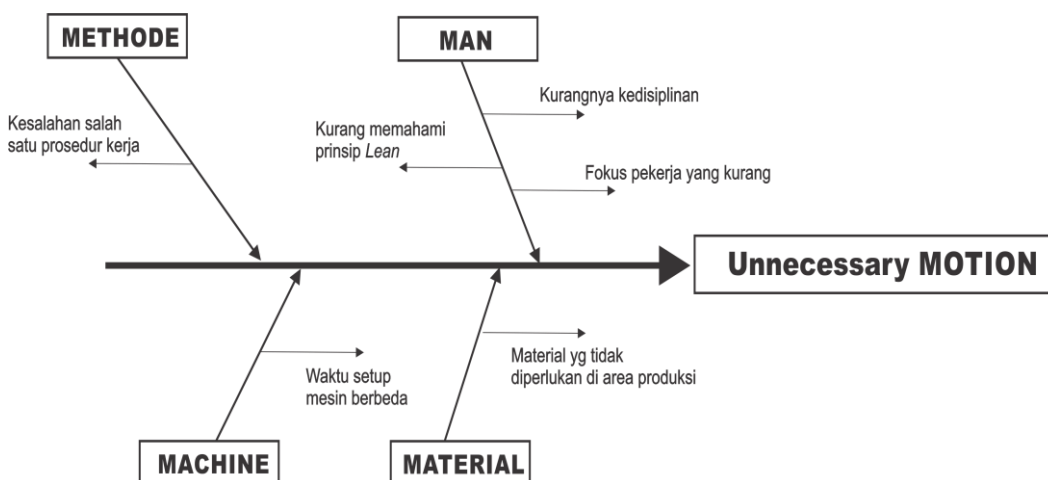 METHODE
MAN
Kurangnya kedisiplinan
Kesalahan salah
satu prosedur kerja
Kurang memahami
prinsip Lean
Fokus pekerja yang kurang
Unnecessary MOTION
Waktu setup
mesin berbeda
Material yg tidak
diperlukan di area produksi
MACHINE
MATERIAL